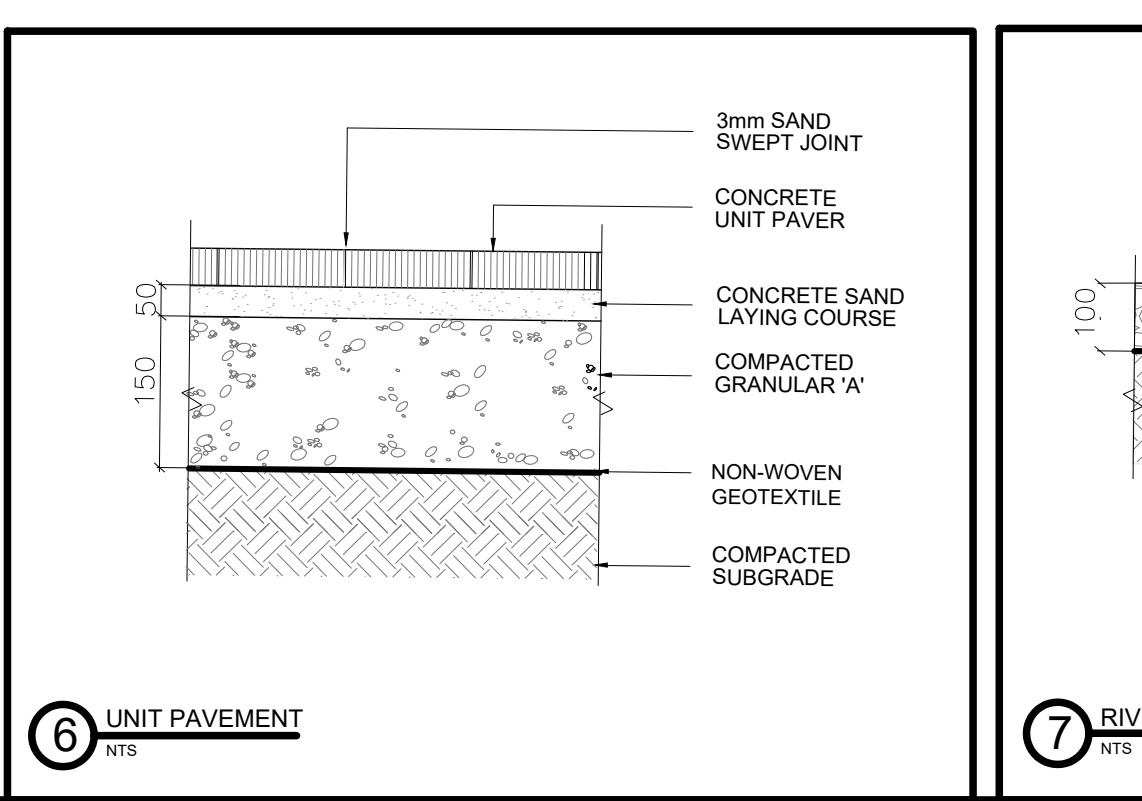 3mm SAND
SWEPT JOINT
CONCRETE
UNIT PAVER
50
CONCRETE SAND
LAYING COURSE
150
COMPACTED
GRANULAR 'A'
NON-WOVEN
GEOTEXTILE
COMPACTED
SUBGRADE
6
UNIT PAVEMENT
NTS
100
7
RIV
NTS